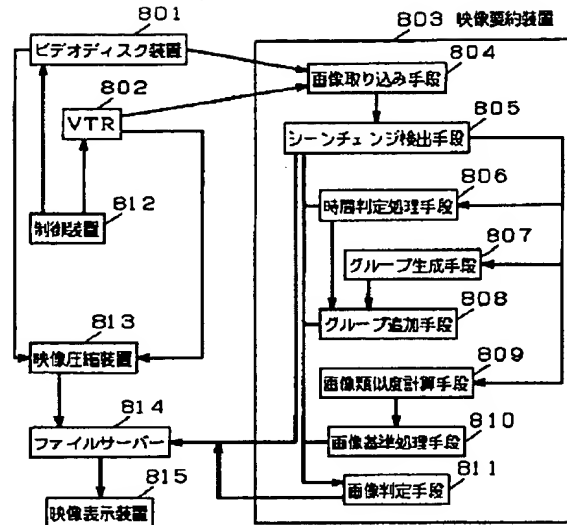 801
ビデオディスク装置
802
VTR
制御装置
812
813
映像圧縮装置
814
ファイルサーバー
815
映像表示装置
803 映像要約装置
804
画像取り込み手段
805
シーンチェンジ検出手段
806
時間判定処理手段
807
グループ生成手段
808
グループ追加手段
809
画像類似度計算手段
810
画像基準処理手段
811
画像判定手段